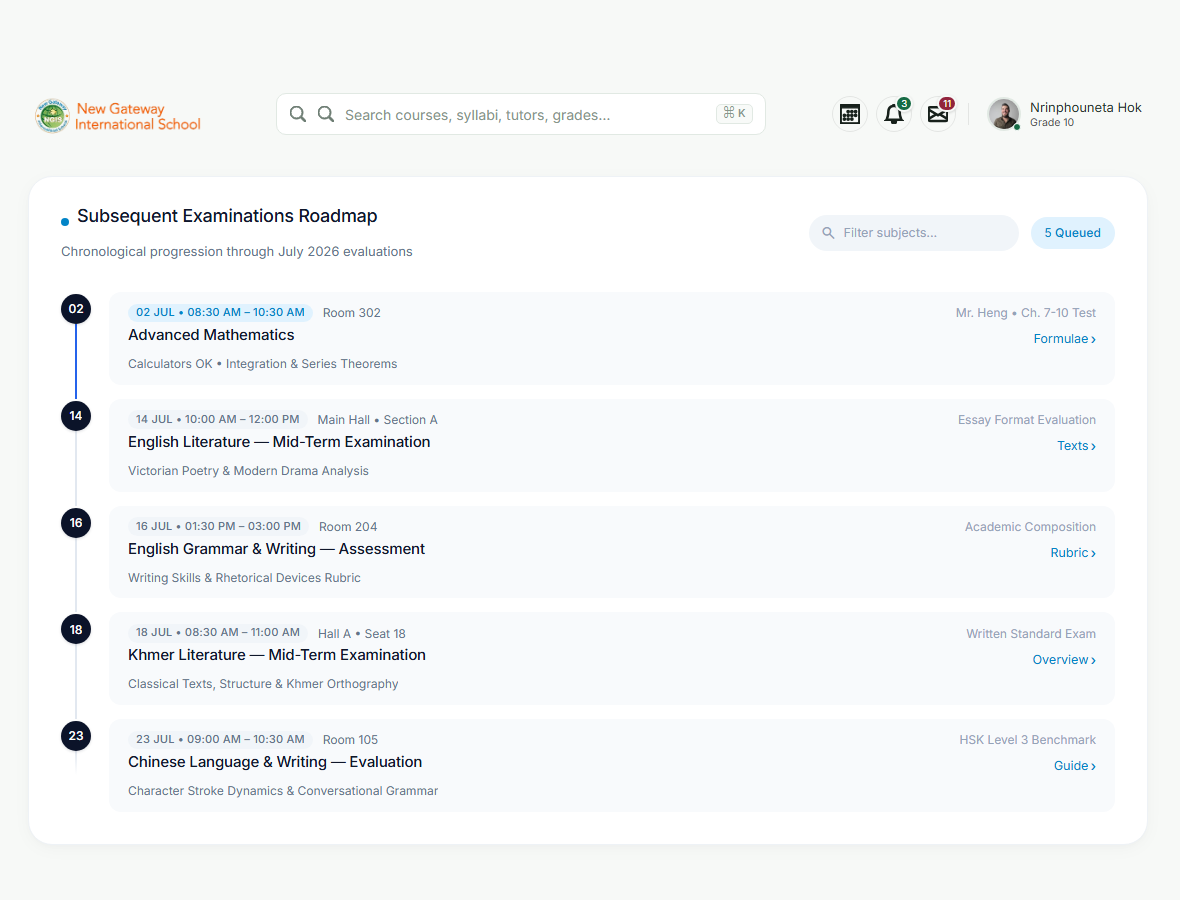 New Gateway
International School
Search courses, syllabi, tutors, grades...
⌘ K
3
11
Nrinphouneta Hok
Grade 10
Subsequent Examinations Roadmap
Chronological progression through July 2026 evaluations
Filter subjects...
5 Queued
02
02 JUL • 08:30 AM – 10:30 AM Room 302
Mr. Heng • Ch. 7-10 Test
Advanced Mathematics
Formulae ›
Calculators OK • Integration & Series Theorems
14
14 JUL • 10:00 AM – 12:00 PM Main Hall • Section A
Essay Format Evaluation
English Literature — Mid-Term Examination
Texts ›
Victorian Poetry & Modern Drama Analysis
16
16 JUL • 01:30 PM – 03:00 PM Room 204
Academic Composition
English Grammar & Writing — Assessment
Rubric ›
Writing Skills & Rhetorical Devices Rubric
18
18 JUL • 08:30 AM – 11:00 AM Hall A • Seat 18
Written Standard Exam
Khmer Literature — Mid-Term Examination
Overview ›
Classical Texts, Structure & Khmer Orthography
23
23 JUL • 09:00 AM – 10:30 AM Room 105
HSK Level 3 Benchmark
Chinese Language & Writing — Evaluation
Guide ›
Character Stroke Dynamics & Conversational Grammar